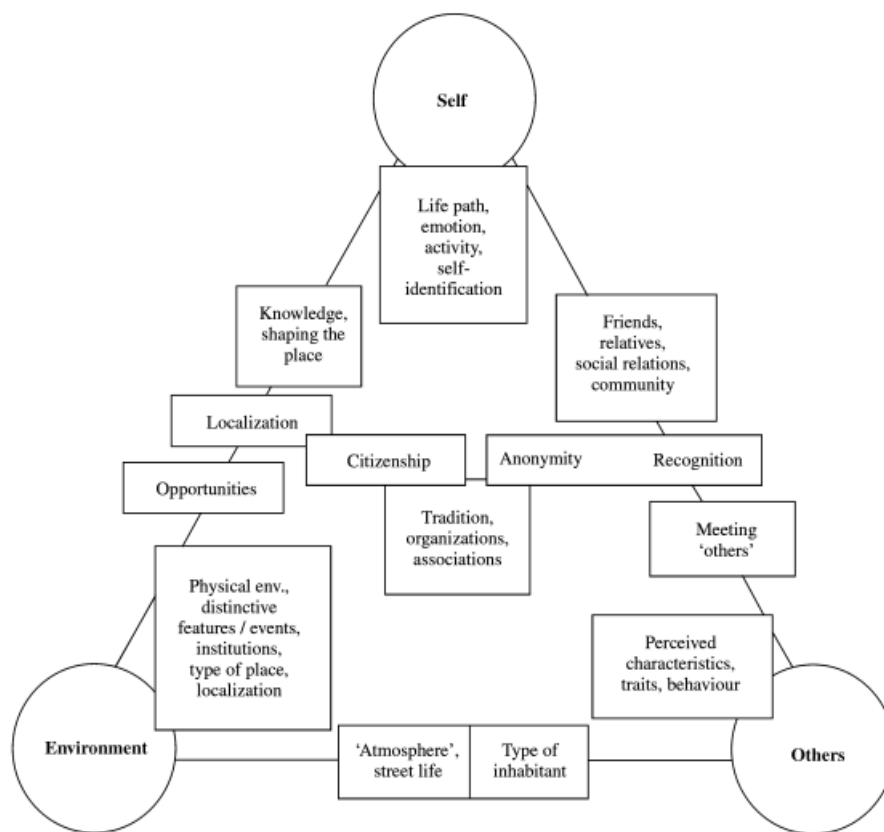 Self
Life path,
emotion,
activity,
self-
identification
Knowledge,
shaping the
place
Friends,
relatives,
social relations,
community
Localization
Citizenship
Anonymity
Recognition
Opportunities
Tradition,
organizations,
associations
Meeting
‘others’
Physical env.,
distinctive
features / events,
institutions,
type of place,
localization
Perceived
characteristics,
traits, behaviour
Environment
‘Atmosphere’,
street life
Type of
inhabitant
Others